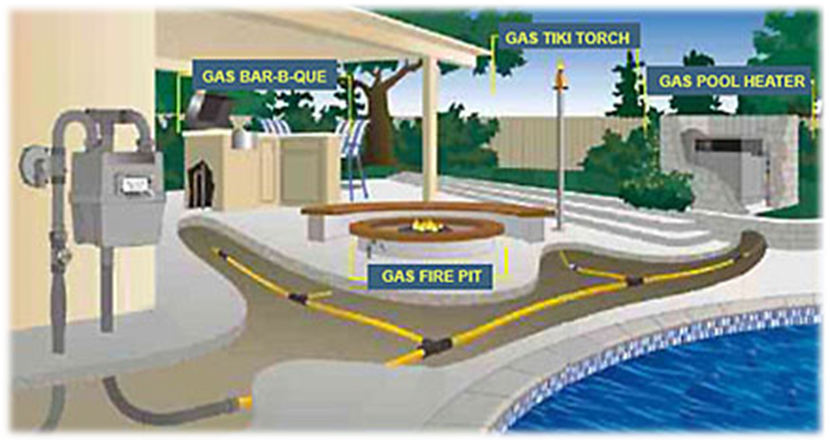 GAS TIKI TORCH
GAS BAR-B-QUE
GAS POOL HEATER
GAS FIRE PIT